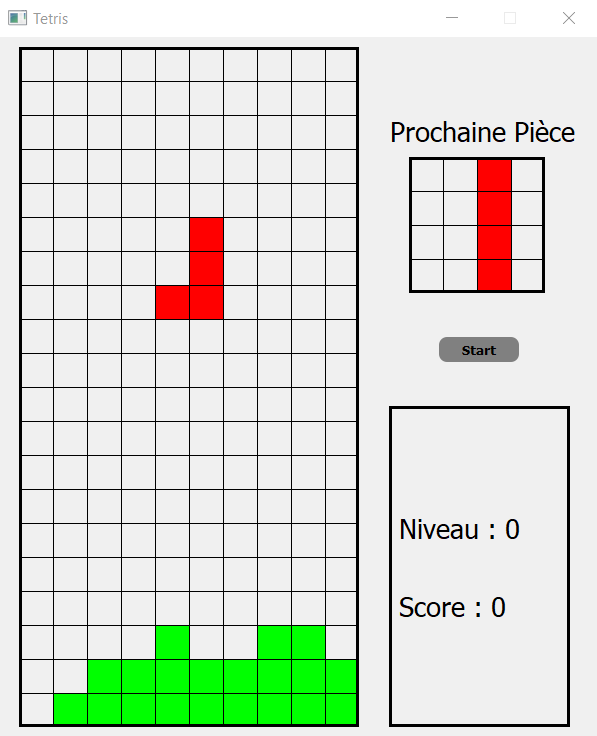 Tetris
Prochaine Pièce
Start
Niveau : 0
Score : 0